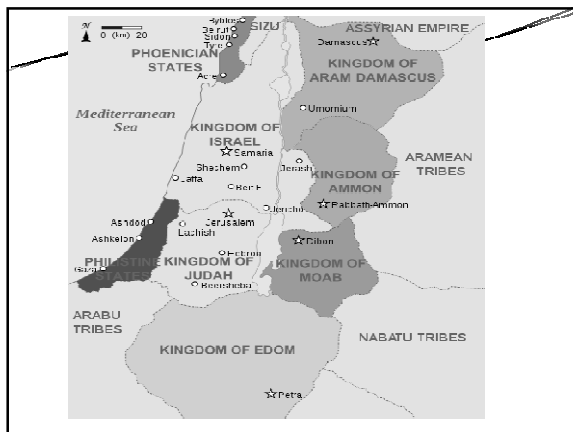 Byblos
SIZU
N
0 (km) 20
Beirut
Sidon
Tyre
ASSYRIAN EMPIRE
Damascus
PHOENICIAN
STATES
KINGDOM OF
ARAM DAMASCUS
Acre
Mediterranean
Sea
Urnomium
KINGDOM OF
ISRAEL
Samaria
Shechem
Jerash
ARAMEAN
TRIBES
Jaffa
KINGDOM OF
AMMON
Jericho
Rabbath-Ammon
Ashdod
Jerusalem
Lachish
Ashkelon
Dibon
Hebron
Gaza
PHILISTINE
STATES
KINGDOM OF
JUDAH
KINGDOM OF
MOAB
Beersheba
ARABU
TRIBES
NABATU TRIBES
KINGDOM OF EDOM
Petra